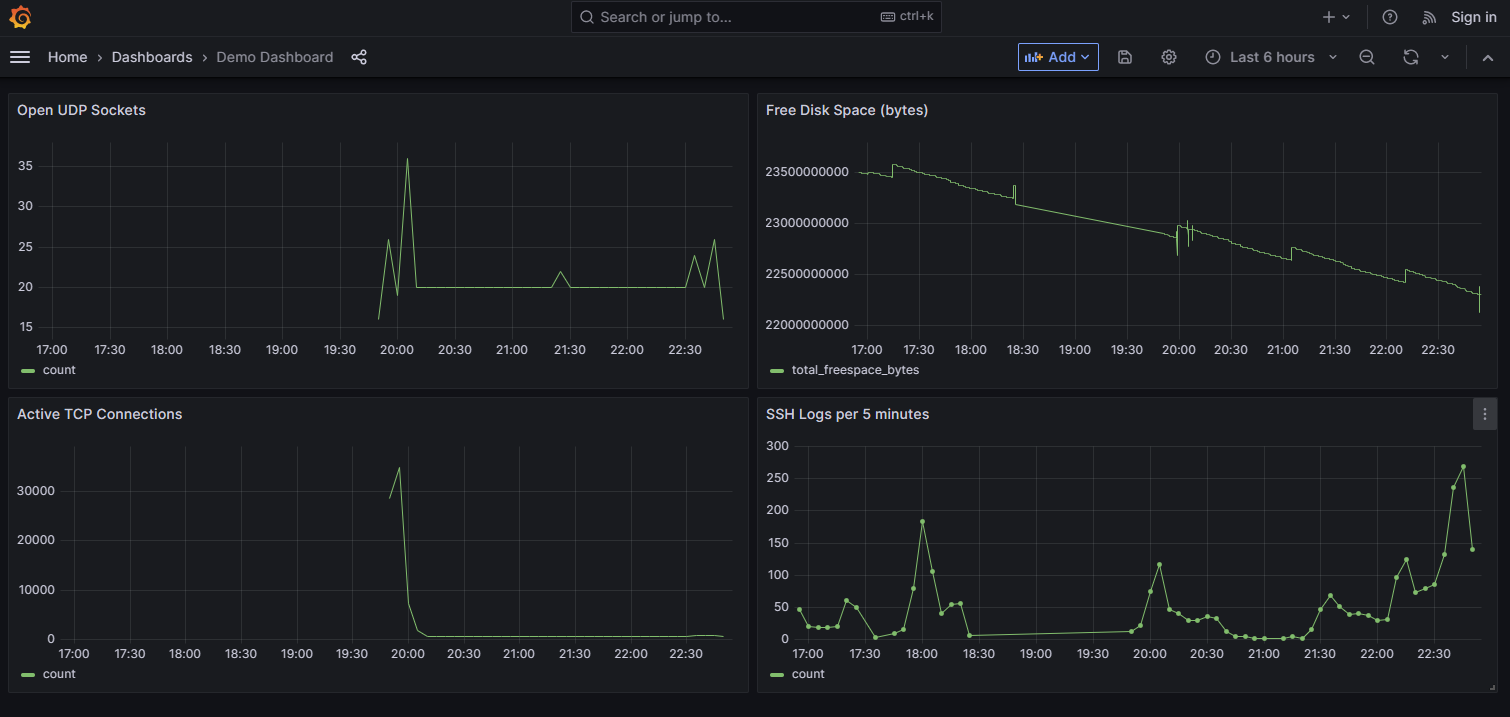 Search or jump to... ctrl+k Sign in
Home › Dashboards › Demo Dashboard Add Last 6 hours
Open UDP Sockets
35
30
25
20
15
17:00 17:30 18:00 18:30 19:00 19:30 20:00 20:30 21:00 21:30 22:00 22:30
count
Free Disk Space (bytes)
23500000000
23000000000
22500000000
22000000000
17:00 17:30 18:00 18:30 19:00 19:30 20:00 20:30 21:00 21:30 22:00 22:30
total_freespace_bytes
Active TCP Connections
30000
20000
10000
0
17:00 17:30 18:00 18:30 19:00 19:30 20:00 20:30 21:00 21:30 22:00 22:30
count
SSH Logs per 5 minutes
300
250
200
150
100
50
0
17:00 17:30 18:00 18:30 19:00 19:30 20:00 20:30 21:00 21:30 22:00 22:30
count